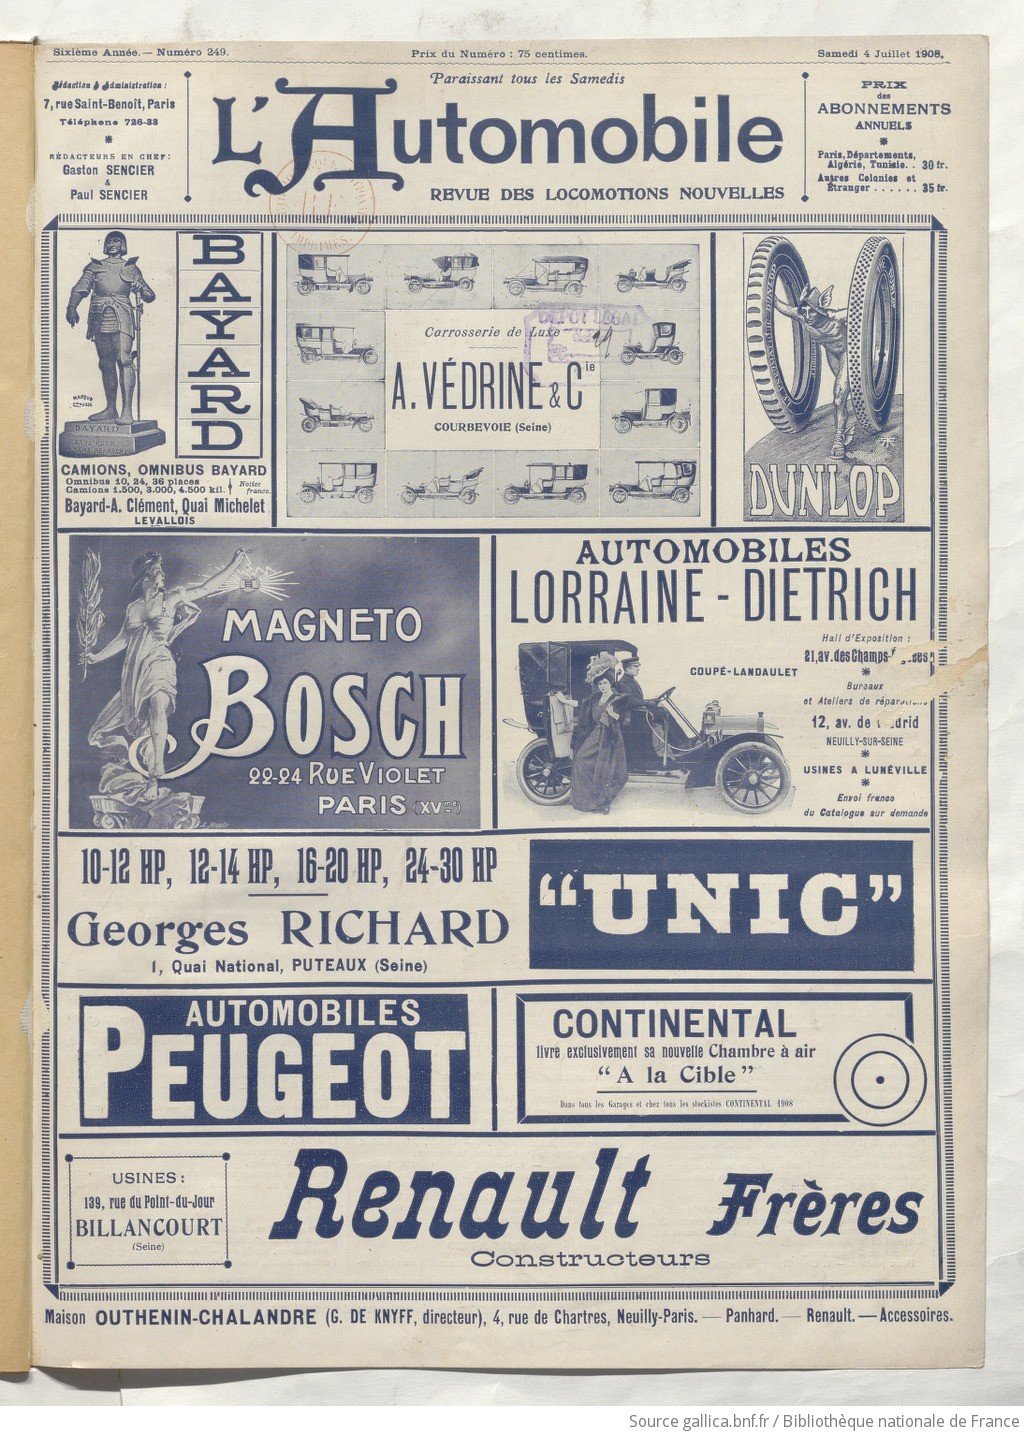 Sixième Année. — Numéro 249.
Prix du Numéro : 75 centimes.
Samedi 4 Juillet 1908.
Rédaction & Administration :
7, rue Saint-Benoît, Paris
Téléphone 726-33
RÉDACTEURS EN CHEF :
Gaston SENCIER
&
Paul SENCIER
Paraissant tous les Samedis
L'Automobile
REVUE DES LOCOMOTIONS NOUVELLES
PRIX
des
ABONNEMENTS
ANNUELS
Paris, Départements,
Algérie, Tunisie. . 30 fr.
Autres Colonies et
Étranger . . . . . . 35 fr.
BAYARD
BAYARD
CAMIONS, OMNIBUS BAYARD
Omnibus 10, 24, 36 places
Camions 1.500, 3.000, 4.500 kil.
Notice
franco.
Bayard-A. Clément, Quai Michelet
LEVALLOIS
Carrosserie de Luxe
A. VÉDRINE & Cie
COURBEVOIE (Seine)
DEPOT LEGAL
DUNLOP
MAGNETO
BOSCH
22-24 RUE VIOLET
PARIS (XVme)
AUTOMOBILES
LORRAINE - DIETRICH
COUPÉ-LANDAULET
Hall d'Exposition :
21, av. des Champs-
Bureaux
et Ateliers de
12, av. de
NEUILLY-SUR-SEINE
USINES A LUNÉVILLE
Envoi franco
du Catalogue sur demande
10-12 HP, 12-14 HP, 16-20 HP, 24-30 HP
Georges RICHARD
1, Quai National, PUTEAUX (Seine)
"UNIC"
AUTOMOBILES
PEUGEOT
CONTINENTAL
livre exclusivement sa nouvelle Chambre à air
"A la Cible"
Dans tous les Garages et chez tous les stockistes CONTINENTAL 1908
USINES :
139, rue du Point-du-Jour
BILLANCOURT
(Seine)
Renault Frères
Constructeurs
Maison OUTHENIN-CHALANDRE (G. DE KNYFF, directeur), 4, rue de Chartres, Neuilly-Paris. — Panhard. — Renault. — Accessoires.
Source gallica.bnf.fr / Bibliothèque nationale de France